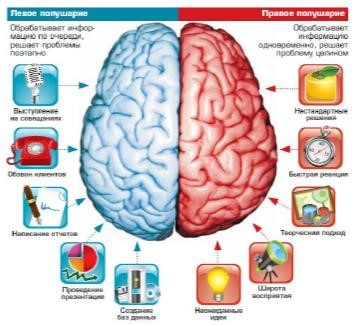 Левое полушарие
Обрабатывает инфор-
мацию по очереди,
решает проблемы
поэтапно
Выступление
на совещаниях
Обзвон клиентов
Написание отчетов
Проведение
презентаций
Создание
баз данных
Правое полушарие
Обрабатывает
информацию
одновременно, решает
проблему целиком
Нестандартные
решения
Быстрая реакция
Творческий подход
Широта
восприятия
Неожиданные
идеи